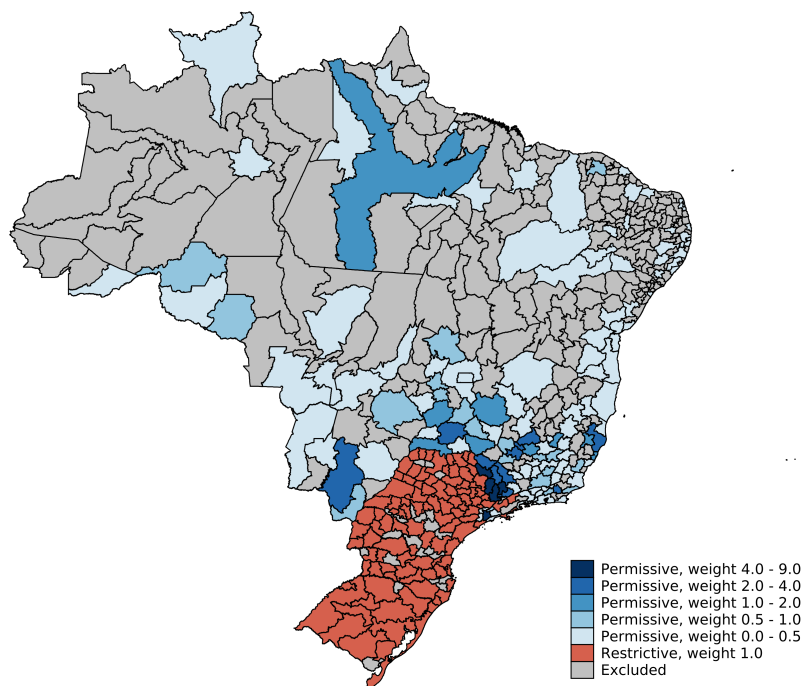 Permissive, weight 4.0 - 9.0
Permissive, weight 2.0 - 4.0
Permissive, weight 1.0 - 2.0
Permissive, weight 0.5 - 1.0
Permissive, weight 0.0 - 0.5
Restrictive, weight 1.0
Excluded